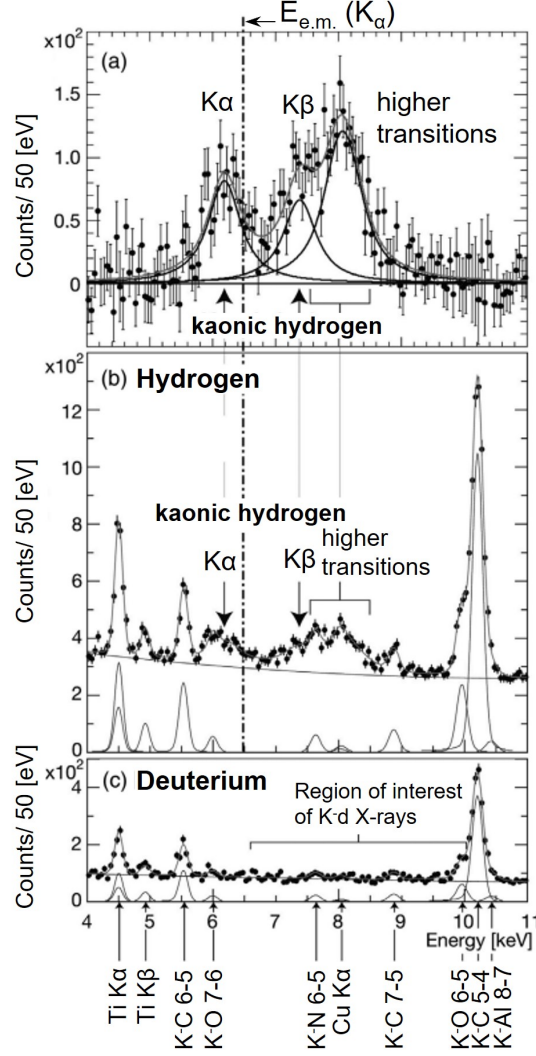 E e.m. (Kα)
x10²
(a)
1.5
1.0
0.5
0
Counts/ 50 [eV]
Kα
Kβ
higher
transitions
kaonic hydrogen
x10²
(b) Hydrogen
12
10
8
6
4
2
0
Counts/ 50 [eV]
kaonic hydrogen
Kα
Kβ
higher
transitions
x10²
(c) Deuterium
4
2
0
Counts/ 50 [eV]
Region of interest
of K-d X-rays
4 5 6 7 8 9 10 11
Energy [keV]
Ti Kα
Ti Kβ
K-C 6-5
K-O 7-6
K-N 6-5
Cu Kα
K-C 7-5
K-O 6-5
K-C 5-4
K-Al 8-7